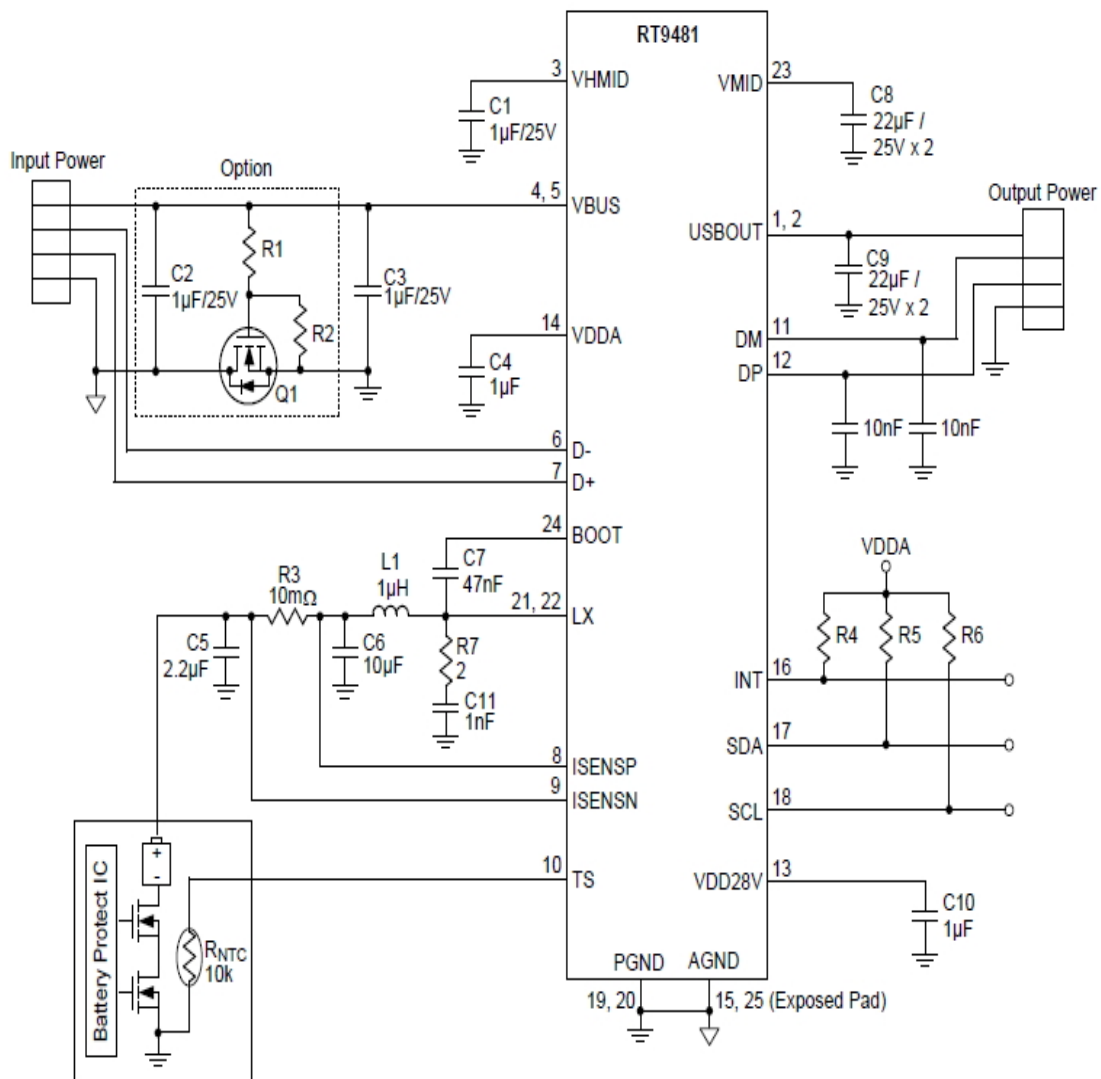 RT9481
3
VHMID
C1
1µF/25V
VMID
23
C8
22µF /
25V x 2
Input Power
Option
4, 5
VBUS
R1
C2
1µF/25V
R2
C3
1µF/25V
Q1
Output Power
USBOUT
1, 2
C9
22µF /
25V x 2
14
VDDA
C4
1µF
DM
11
DP
12
10nF
10nF
6
D-
7
D+
24
BOOT
C7
47nF
L1
1µH
R3
10mΩ
21, 22
LX
C5
2.2µF
C6
10µF
R7
2
C11
1nF
8
ISENSP
9
ISENSN
VDDA
R4
R5
R6
INT
16
SDA
17
SCL
18
Battery Protect IC
+
-
RNTC
10k
10
TS
VDD28V
13
C10
1µF
PGND
AGND
19, 20
15, 25 (Exposed Pad)